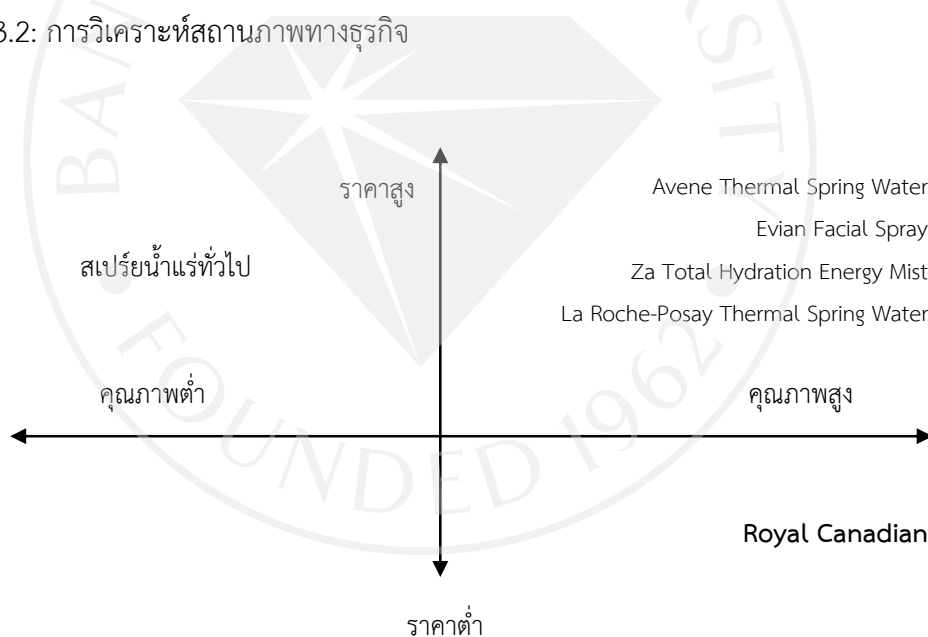 3.2: การวิเคราะห์สถานภาพทางธุรกิจ
ราคาสูง
Avene Thermal Spring Water
Evian Facial Spray
สเปร์ยน้ำแร่ทั่วไป
Za Total Hydration Energy Mist
La Roche-Posay Thermal Spring Water
คุณภาพต่ำ
คุณภาพสูง
Royal Canadian
ราคาต่ำ
FOUNDED 1962